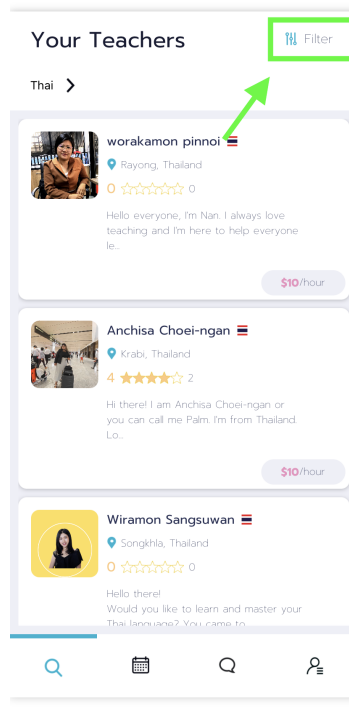 Your Teachers
Filter
Thai
worakamon pinnoi
Rayong, Thailand
0 0
Hello everyone, I'm Nan. I always love
teaching and I'm here to help everyone
le...
$10/hour
Anchisa Choei-ngan
Krabi, Thailand
4 2
Hi there! I am Anchisa Choei-ngan or
you can call me Palm. I'm from Thailand.
Lo...
$10/hour
Wiramon Sangsuwan
Songkhla, Thailand
0 0
Hello there!
Would you like to learn and master your
Thai language? You came to